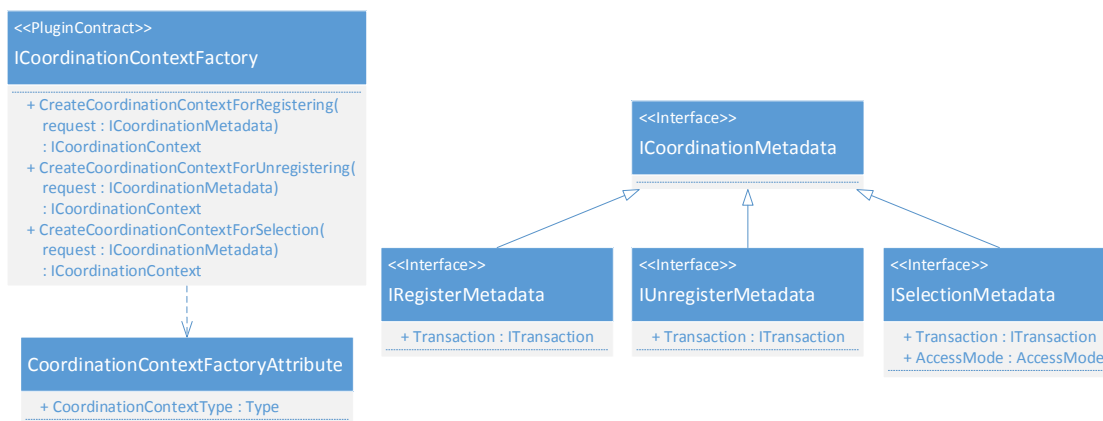 <<PluginContract>>
ICoordinationContextFactory
+ CreateCoordinationContextForRegistering(
request : ICoordinationMetadata)
: ICoordinationContext
+ CreateCoordinationContextForUnregistering(
request : ICoordinationMetadata)
: ICoordinationContext
+ CreateCoordinationContextForSelection(
request : ICoordinationMetadata)
: ICoordinationContext
CoordinationContextFactoryAttribute
+ CoordinationContextType : Type
<<Interface>>
ICoordinationMetadata
<<Interface>>
IRegisterMetadata
+ Transaction : ITransaction
<<Interface>>
IUnregisterMetadata
+ Transaction : ITransaction
<<Interface>>
ISelectionMetadata
+ Transaction : ITransaction
+ AccessMode : AccessMode